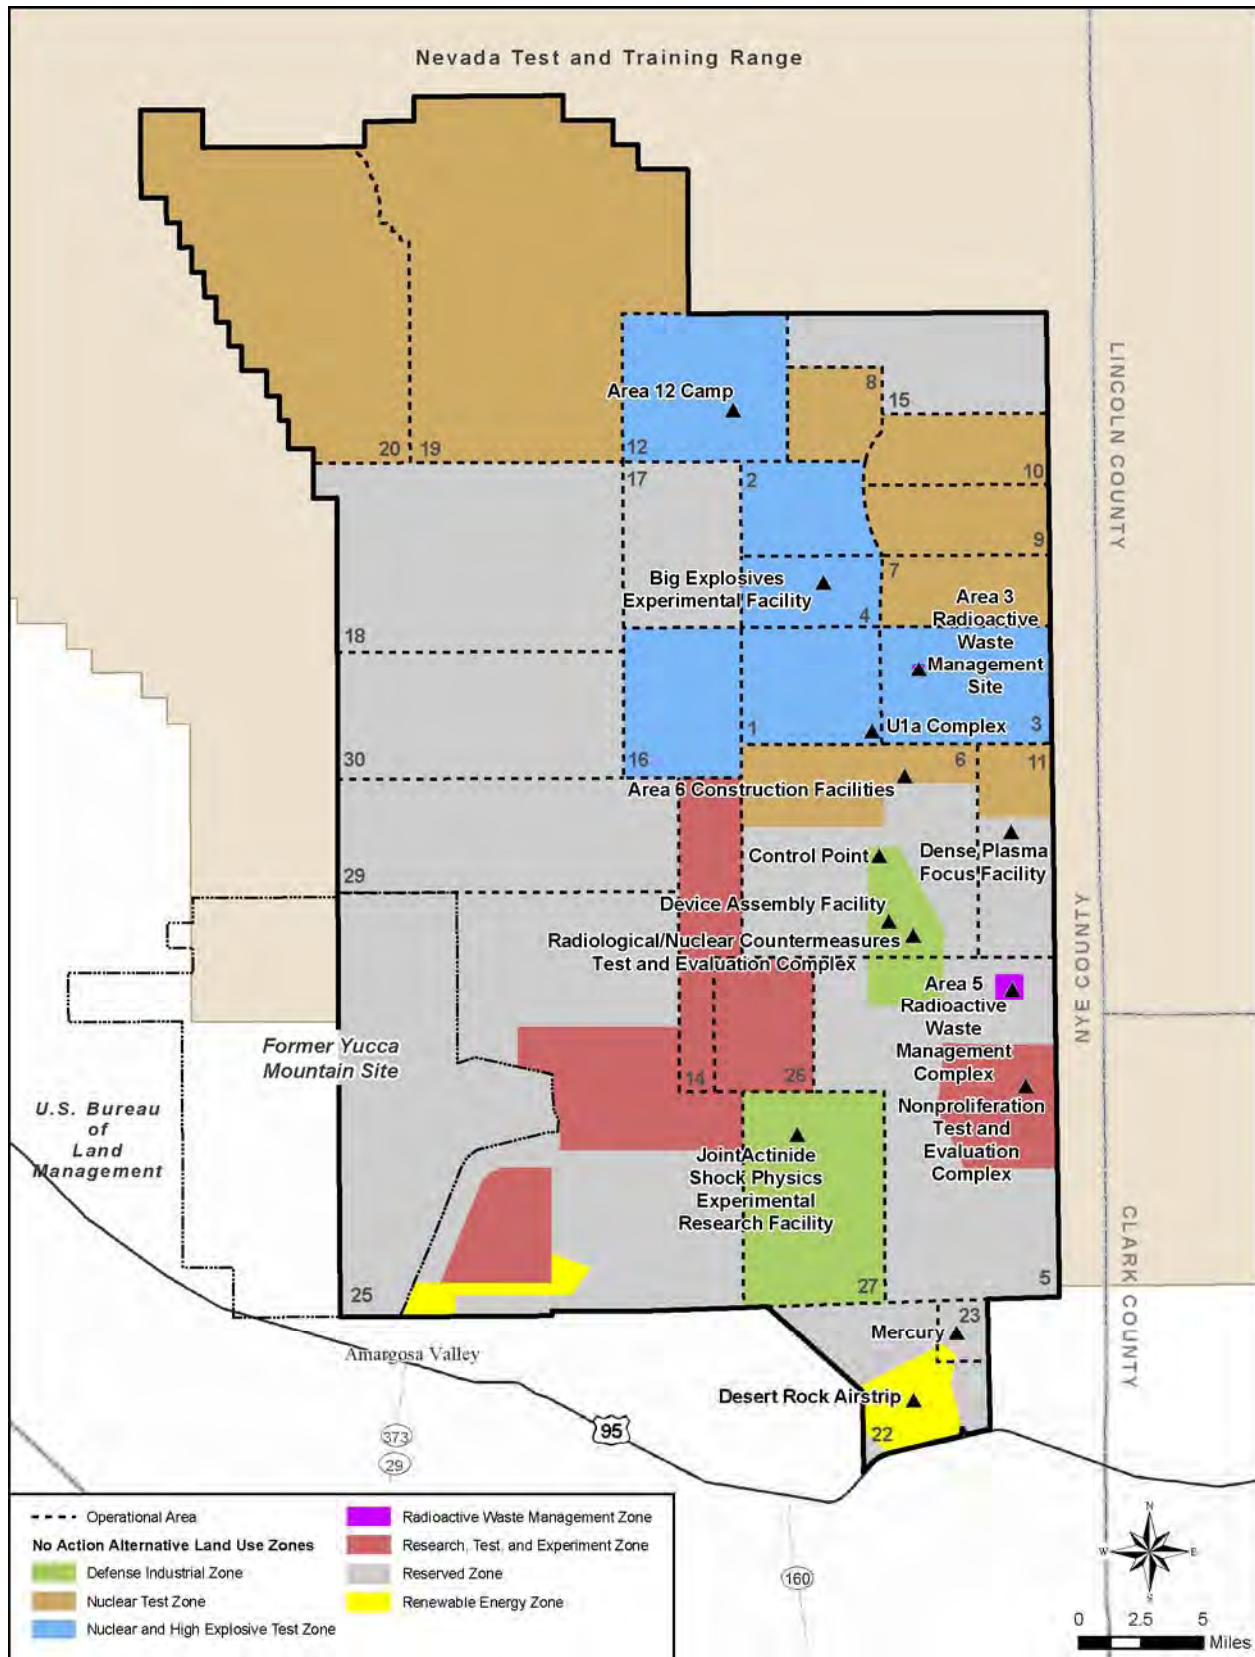 Nevada Test and Training Range
LINCOLN COUNTY
Area 12 Camp
8
15
20
19
12
17
2
10
9
Big Explosives
Experimental Facility
7
4
Area 3
Radioactive
Waste
Management
Site
18
U1a Complex
1
3
30
16
6
11
Area 6 Construction Facilities
Control Point
Dense Plasma
Focus Facility
29
Device Assembly Facility
Radiological/Nuclear Countermeasures
Test and Evaluation Complex
NYE COUNTY
Area 5
Radioactive
Waste
Management
Complex
Former Yucca
Mountain Site
14
26
U.S. Bureau
of
Land
Management
Nonproliferation
Test and
Evaluation
Complex
JointActinide
Shock Physics
Experimental
Research Facility
CLARK COUNTY
25
27
5
23
Mercury
Amargosa Valley
Desert Rock Airstrip
22
95
373
29
160
Operational Area
No Action Alternative Land Use Zones
Defense Industrial Zone
Nuclear Test Zone
Nuclear and High Explosive Test Zone
Radioactive Waste Management Zone
Research, Test, and Experiment Zone
Reserved Zone
Renewable Energy Zone
N
W
E
S
0 2.5 5
Miles